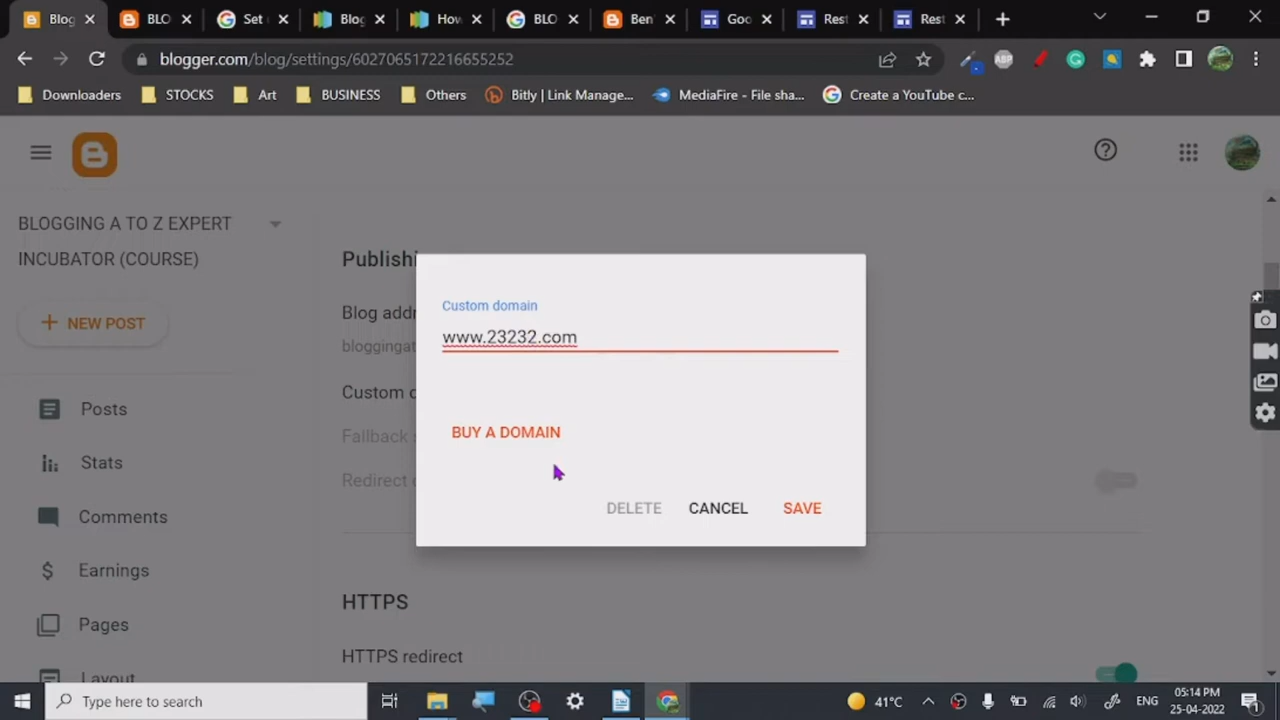 Blog
BLO
Set
Blog
How
BLO
Ben
Goo
Rest
Rest
blogger.com/blog/settings/6027065172216655252
Downloaders
STOCKS
Art
BUSINESS
Others
Bitly | Link Manage...
MediaFire - File sha...
Create a YouTube c...
BLOGGING A TO Z EXPERT
INCUBATOR (COURSE)
NEW POST
Posts
Stats
Comments
Earnings
Pages
Layout
Publishi
Blog addr
bloggingat
Custom d
Fallback s
Redirect
HTTPS
HTTPS redirect
Custom domain
www.23232.com
BUY A DOMAIN
DELETE CANCEL SAVE
Type here to search
41°C
ENG
05:14 PM
25-04-2022